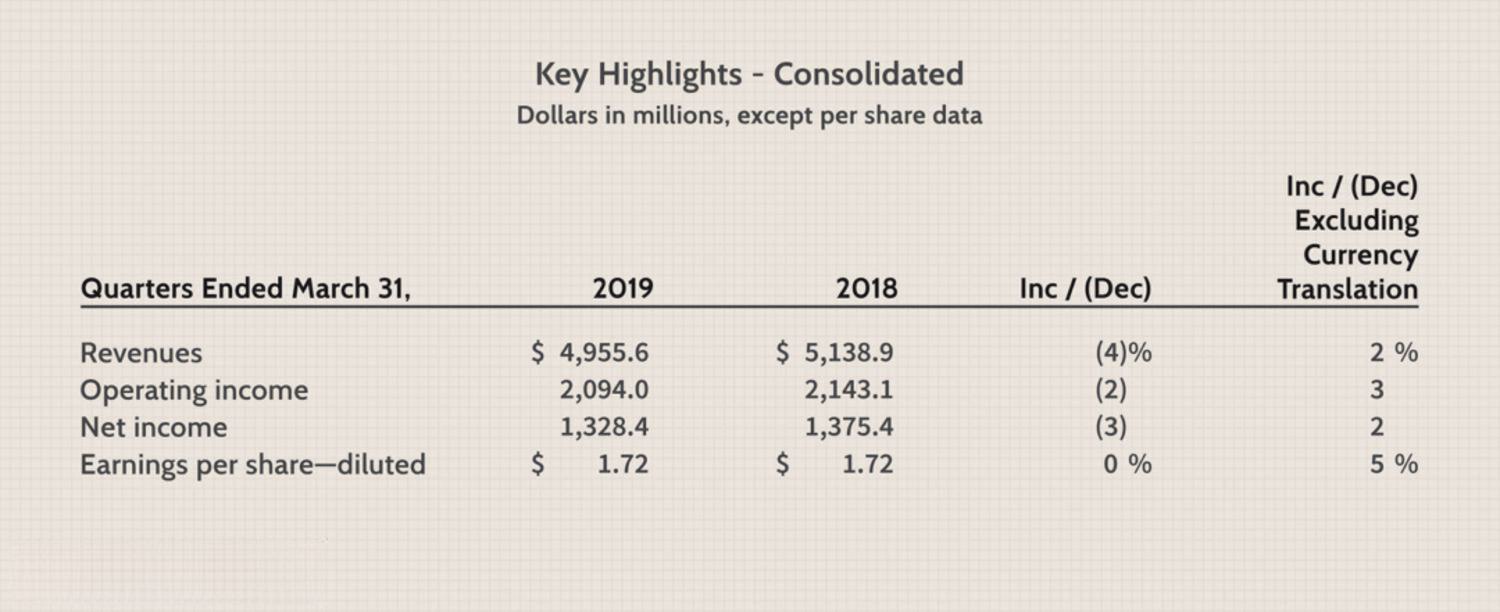 Key Highlights - Consolidated
Dollars in millions, except per share data
Inc / (Dec)
Excluding
Currency
Quarters Ended March 31, 2019 2018 Inc / (Dec) Translation
Revenues $ 4,955.6 $ 5,138.9 (4)% 2 %
Operating income 2,094.0 2,143.1 (2) 3
Net income 1,328.4 1,375.4 (3) 2
Earnings per share—diluted $ 1.72 $ 1.72 0 % 5 %